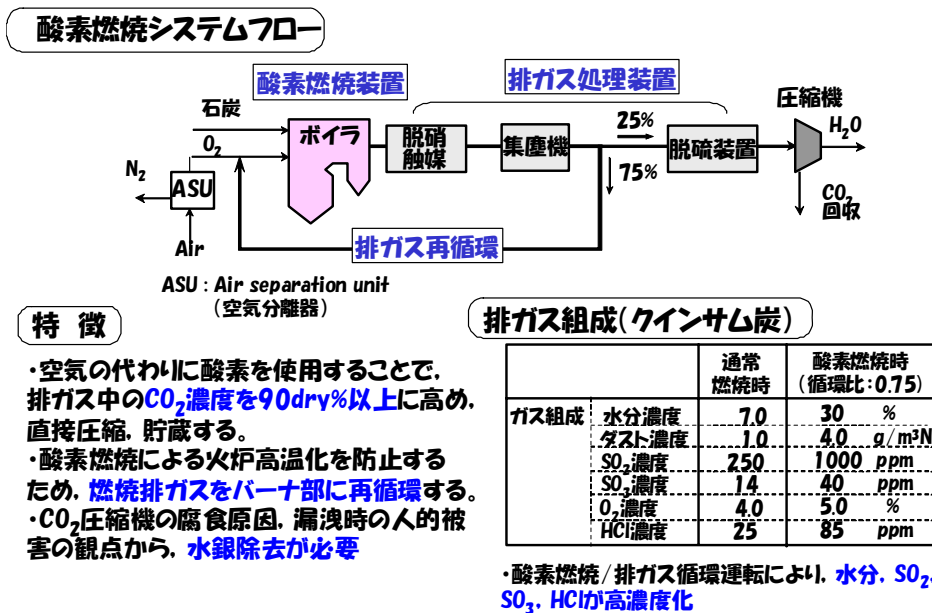 酸素燃焼システムフロー
酸素燃焼装置
排ガス処理装置
石炭
O₂
N₂
ASU
Air
ボイラ
脱硝
触媒
集塵機
25%
75%
脱硫装置
圧縮機
H₂O
CO₂
回収
排ガス再循環
ASU : Air separation unit
(空気分離器)
特 徴
・空気の代わりに酸素を使用することで,
排ガス中のCO₂濃度を90dry%以上に高め,
直接圧縮, 貯蔵する。
・酸素燃焼による火炉高温化を防止する
ため, 燃焼排ガスをバーナ部に再循環する。
・CO₂圧縮機の腐食原因, 漏洩時の人的被
害の観点から, 水銀除去が必要
排ガス組成(クインサム炭)
通常
燃焼時
酸素燃焼時
(循環比:0.75)
ガス組成 水分濃度 7.0 30 %
ダスト濃度 1.0 4.0 g/m³N
SO₂濃度 250 1000 ppm
SO₃濃度 14 40 ppm
O₂濃度 4.0 5.0 %
HCl濃度 25 85 ppm
・酸素燃焼/排ガス循環運転により, 水分, SO₂,
SO₃, HClが高濃度化